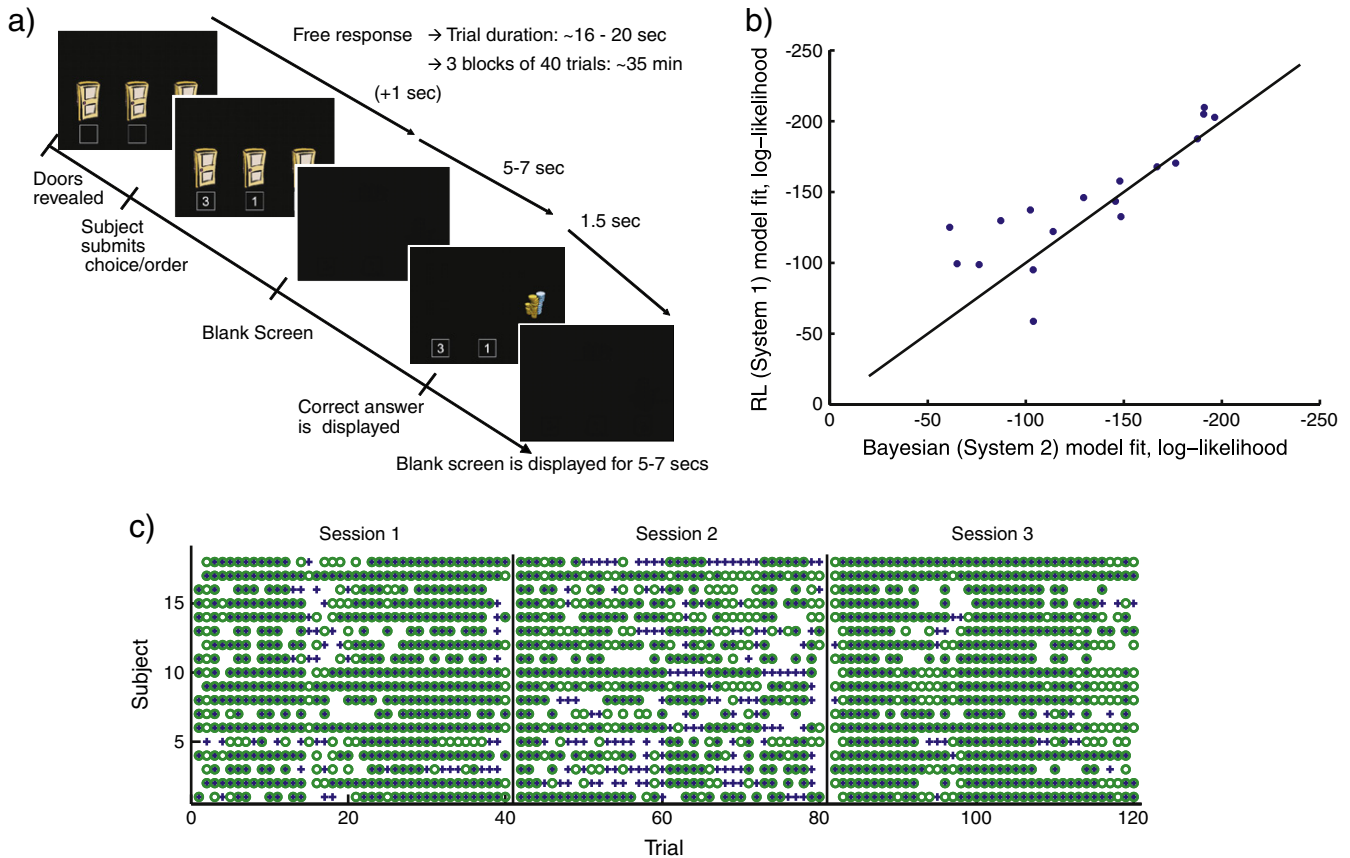 a)
Free response → Trial duration: ~16 - 20 sec
→ 3 blocks of 40 trials: ~35 min
(+1 sec)
5-7 sec
1.5 sec
Doors
revealed
3 1
Subject
submits
choice/order
Blank Screen
3 1
Correct answer
is displayed
Blank screen is displayed for 5-7 secs
b)
RL (System 1) model fit, log–likelihood
-250
-200
-150
-100
-50
0
0 -50 -100 -150 -200 -250
Bayesian (System 2) model fit, log–likelihood
c)
Session 1 Session 2 Session 3
Subject
15
10
5
0 20 40 60 80 100 120
Trial